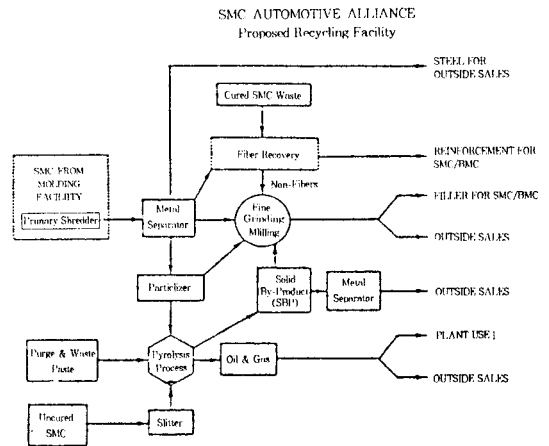 SMC AUTOMOTIVE ALLIANCE
Proposed Recycling Facility
STEEL FOR
OUTSIDE SALES
Cured SMC Waste
Fiber Recovery
REINFORCEMENT FOR
SMC/BMC
Non-Fibers
SMC FROM
MOLDING
FACILITY
Primary Shredder
Metal
Separator
Fine
Grinding
Milling
FILLER FOR SMC/BMC
OUTSIDE SALES
Particlizer
Solid
By-Product
(SBP)
Metal
Separator
OUTSIDE SALES
Purge & Waste
Paste
Pyrolysis
Process
Oil & Gas
PLANT USE
OUTSIDE SALES
Uncured
SMC
Slitter